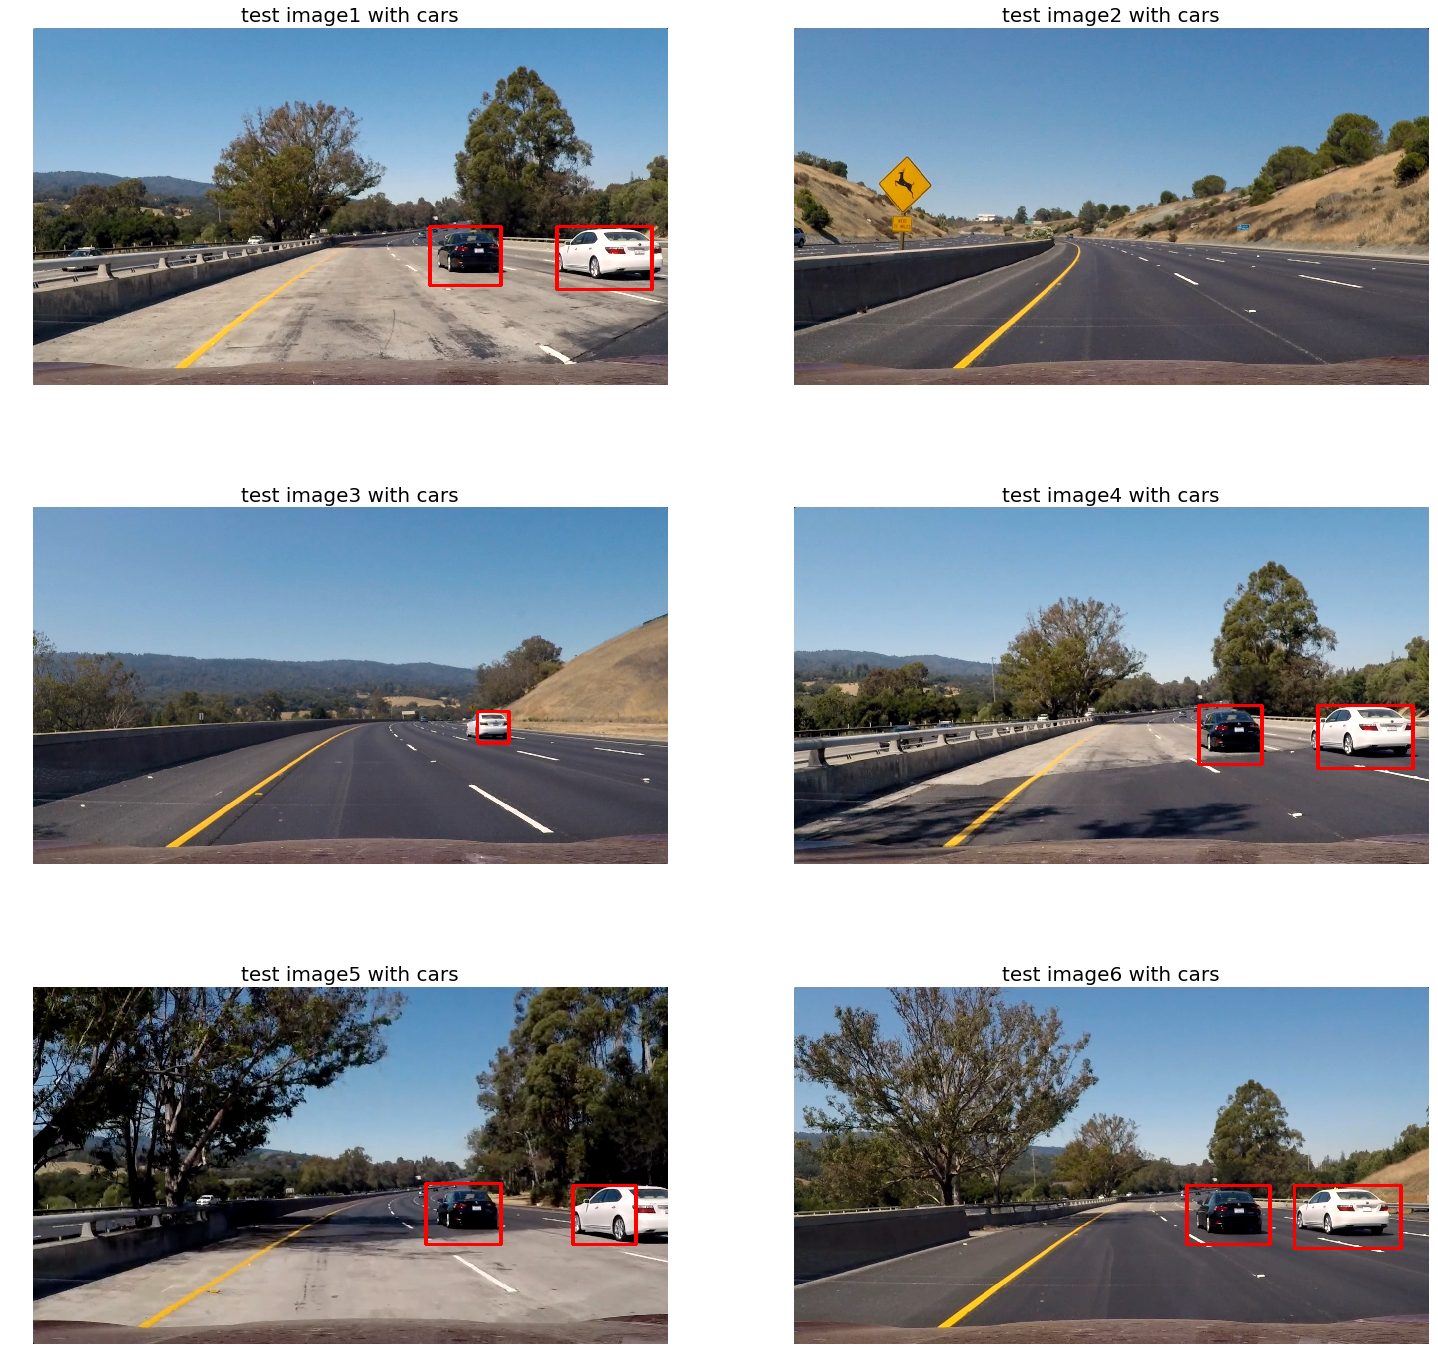 test image1 with cars
test image2 with cars
test image3 with cars
test image4 with cars
test image5 with cars
test image6 with cars